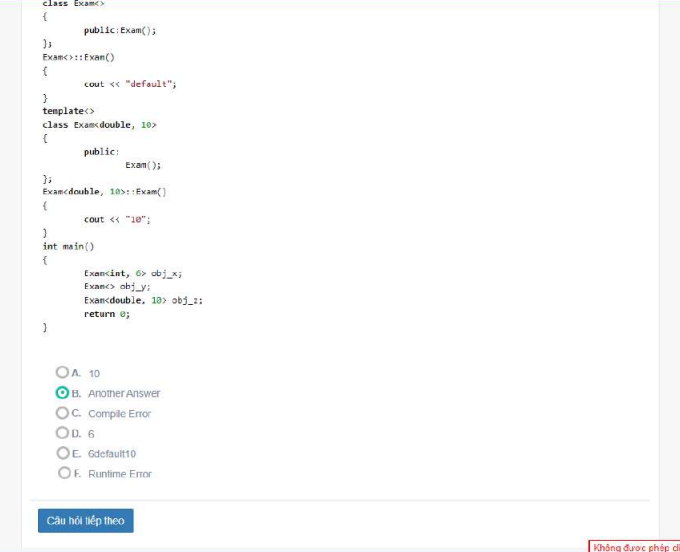 class Exam<>
{
public:Exam();
};
Exam<>::Exam()
{
cout << "default";
}
template<>
class Exam<double, 10>
{
public:
Exam();
};
Exam<double, 10>::Exam()
{
cout << "10";
}
int main()
{
Exam<int, 6> obj_x;
Exam<> obj_y;
Exam<double, 10> obj_z;
return 0;
}
A. 10
B. Another Answer
C. Compile Error
D. 6
E. 6default10
F. Runtime Error
Câu hỏi tiếp theo
Không được phép